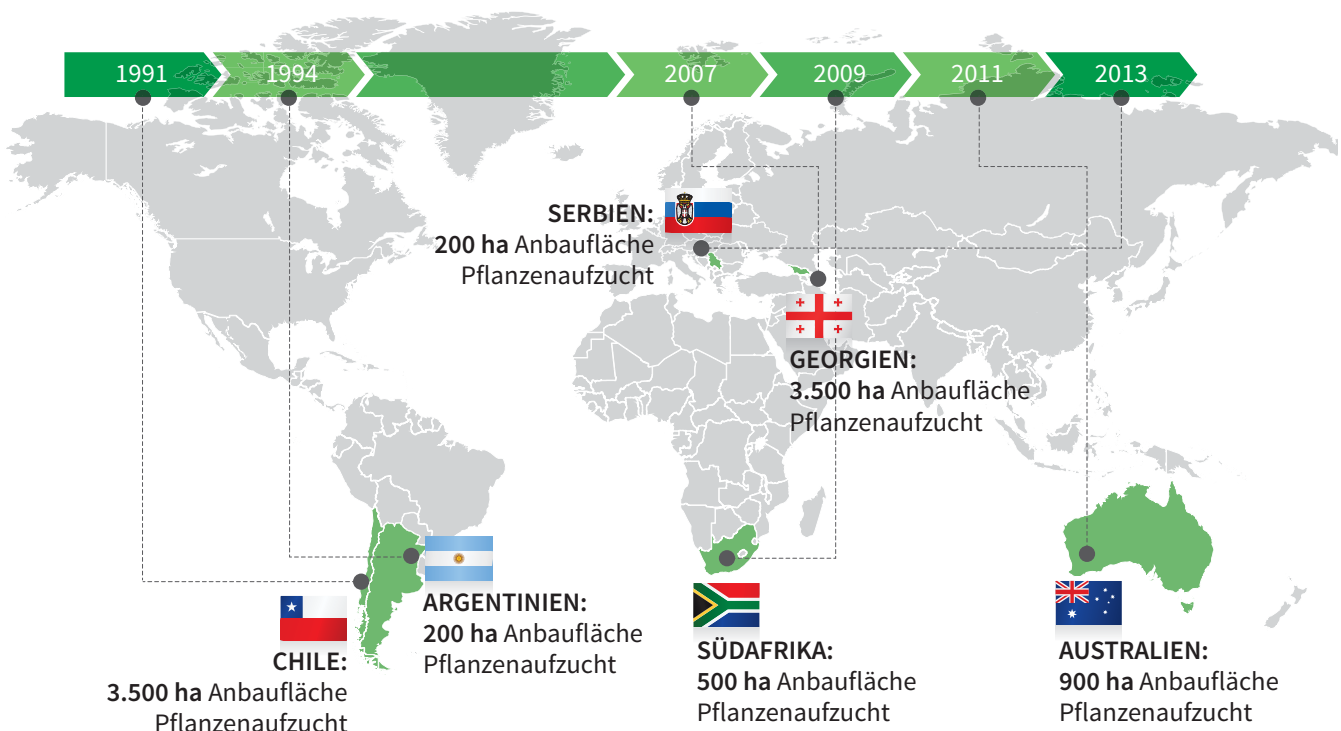 1991
1994
2007
2009
2011
2013
SERBIEN:
200 ha Anbaufläche
Pflanzenaufzucht
GEORGIEN:
3.500 ha Anbaufläche
Pflanzenaufzucht
ARGENTINIEN:
200 ha Anbaufläche
Pflanzenaufzucht
CHILE:
3.500 ha Anbaufläche
Pflanzenaufzucht
SÜDAFRIKA:
500 ha Anbaufläche
Pflanzenaufzucht
AUSTRALIEN:
900 ha Anbaufläche
Pflanzenaufzucht